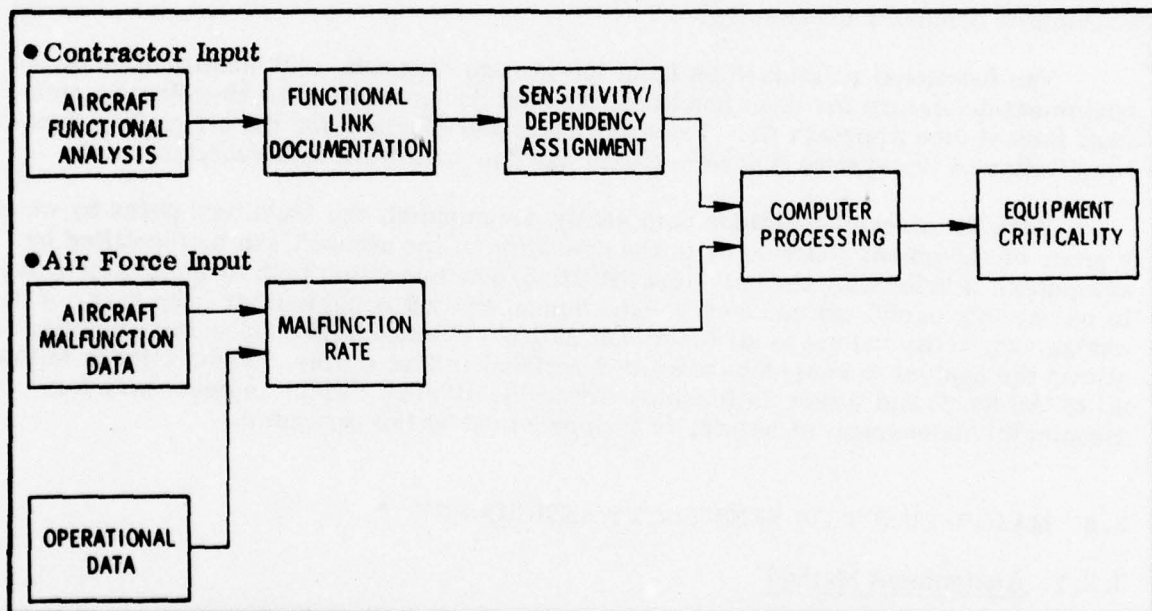 ● Contractor Input
AIRCRAFT
FUNCTIONAL
ANALYSIS
FUNCTIONAL
LINK
DOCUMENTATION
SENSITIVITY/
DEPENDENCY
ASSIGNMENT
COMPUTER
PROCESSING
EQUIPMENT
CRITICALITY
● Air Force Input
AIRCRAFT
MALFUNCTION
DATA
MALFUNCTION
RATE
OPERATIONAL
DATA